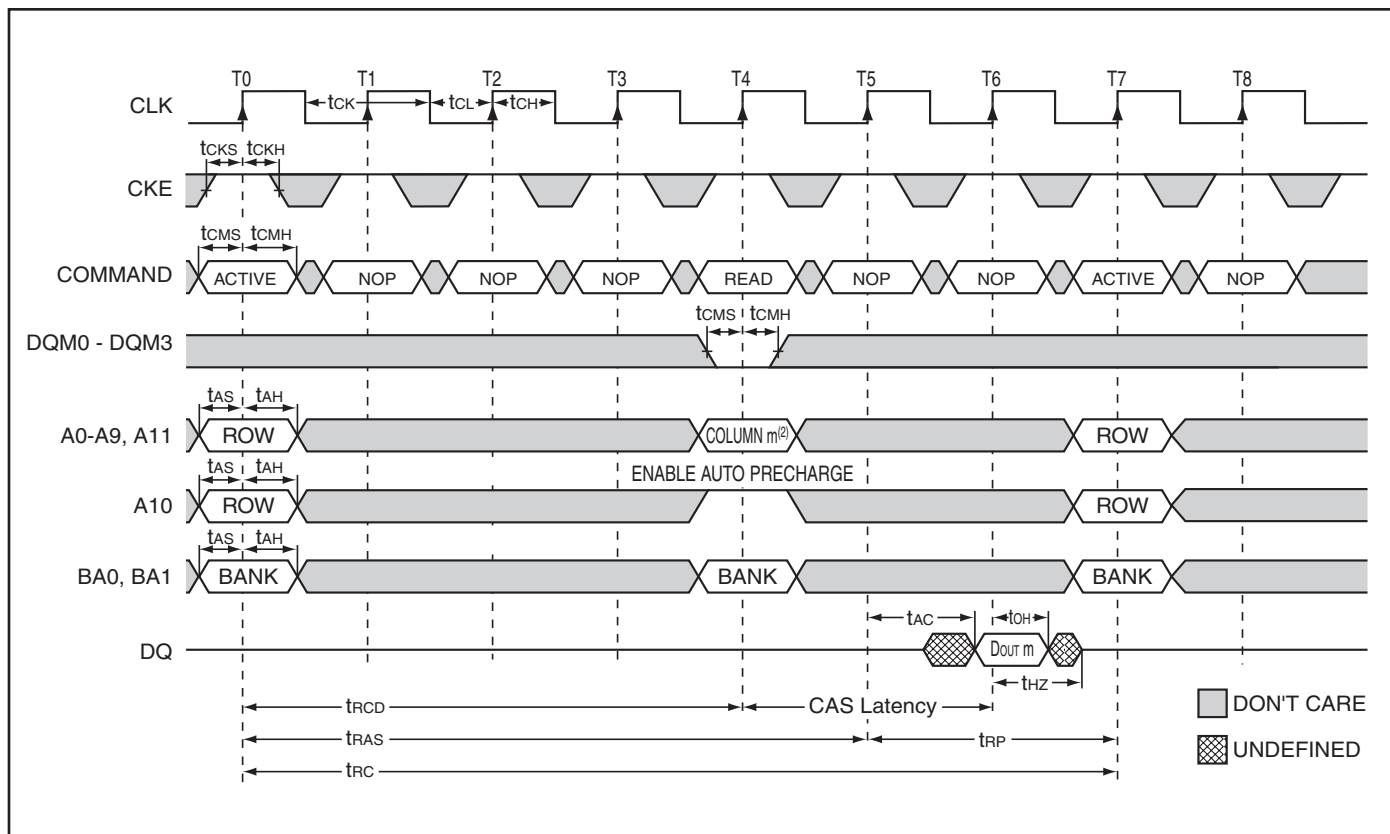 T0 T1 T2 T3 T4 T5 T6 T7 T8
CLK tCK tCL tCH
tCKS tCKH
CKE
tCMS tCMH
COMMAND ACTIVE NOP NOP NOP READ NOP NOP ACTIVE NOP
tCMS tCMH
DQM0 - DQM3
tAS tAH
A0-A9, A11 ROW COLUMN m(2) ROW
tAS tAH ENABLE AUTO PRECHARGE
A10 ROW ROW
tAS tAH
BA0, BA1 BANK BANK BANK
tAC tOH
DQ DOUT m
tHZ
tRCD CAS Latency DON'T CARE
tRAS tRP UNDEFINED
tRC